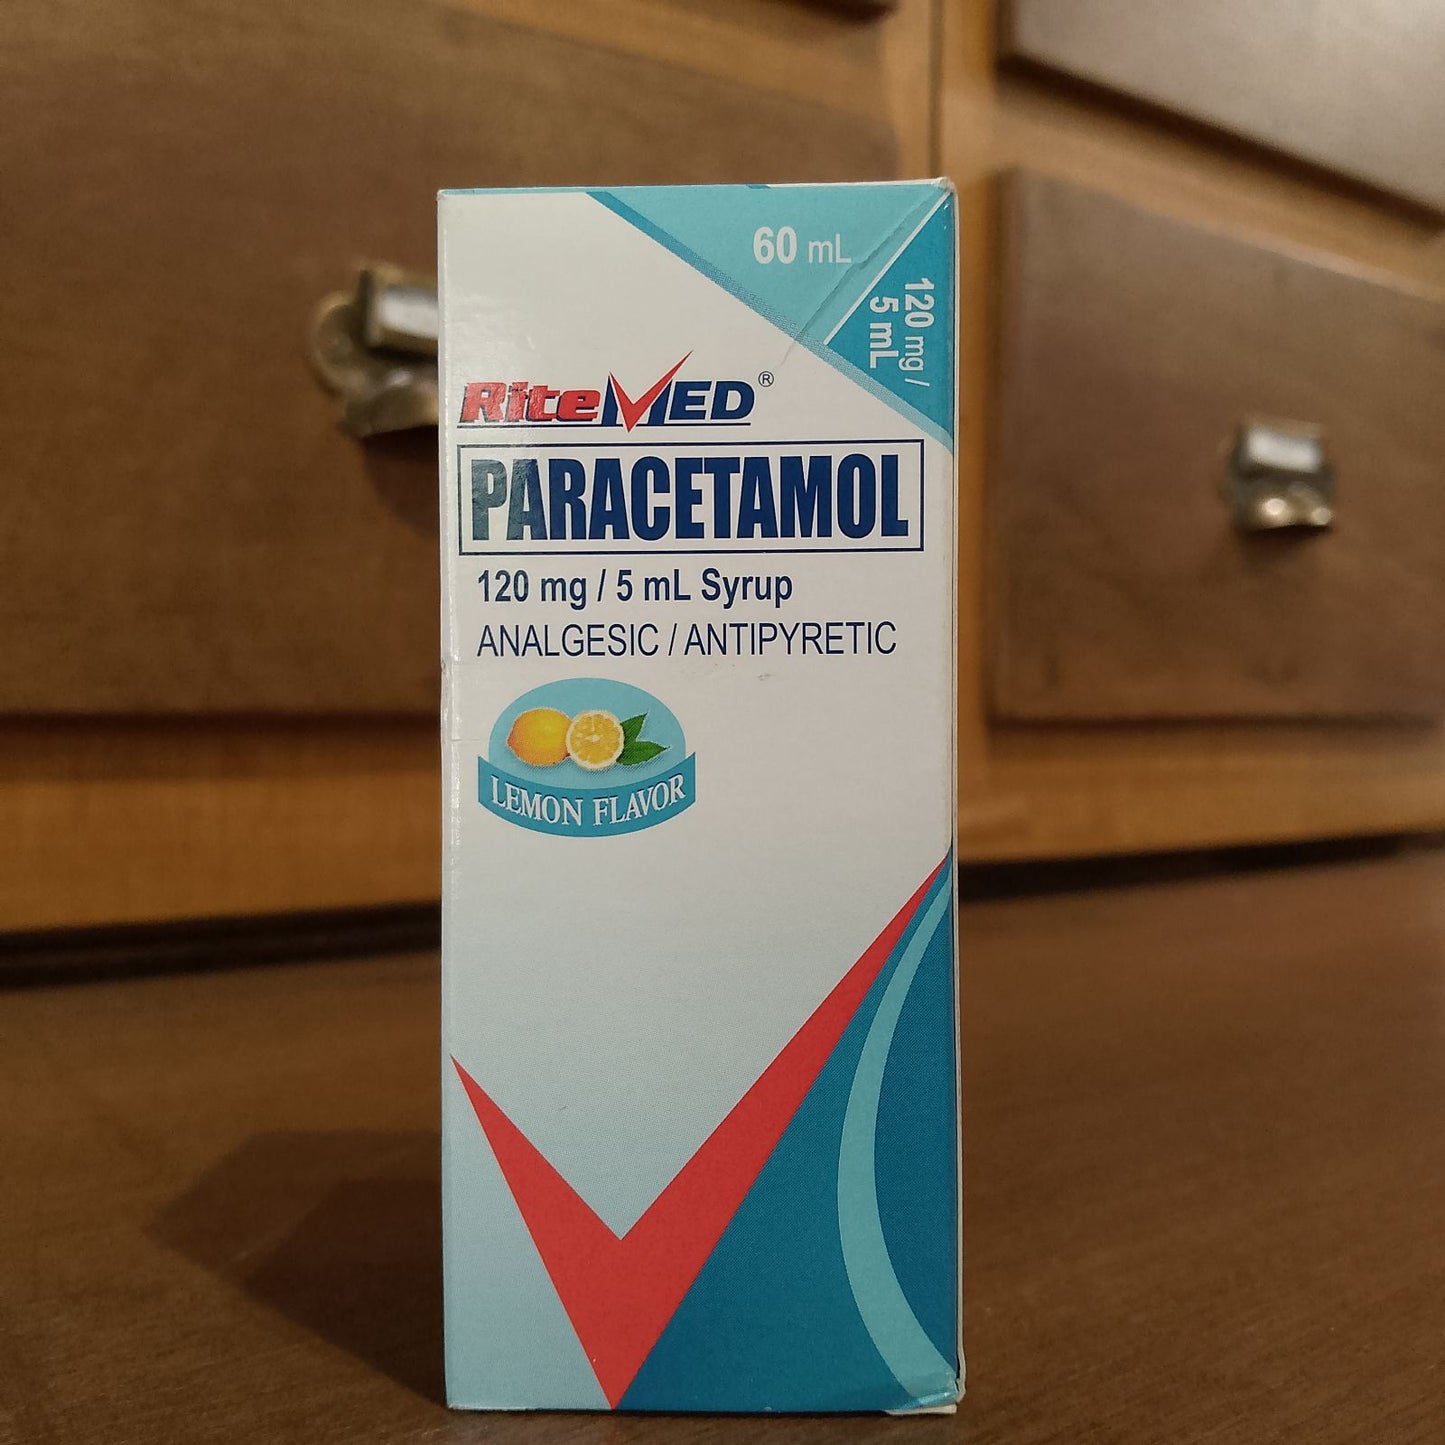 60 mL
120 mg /
5 mL
RiteMED®
PARACETAMOL
120 mg / 5 mL Syrup
ANALGESIC / ANTIPYRETIC
LEMON FLAVOR